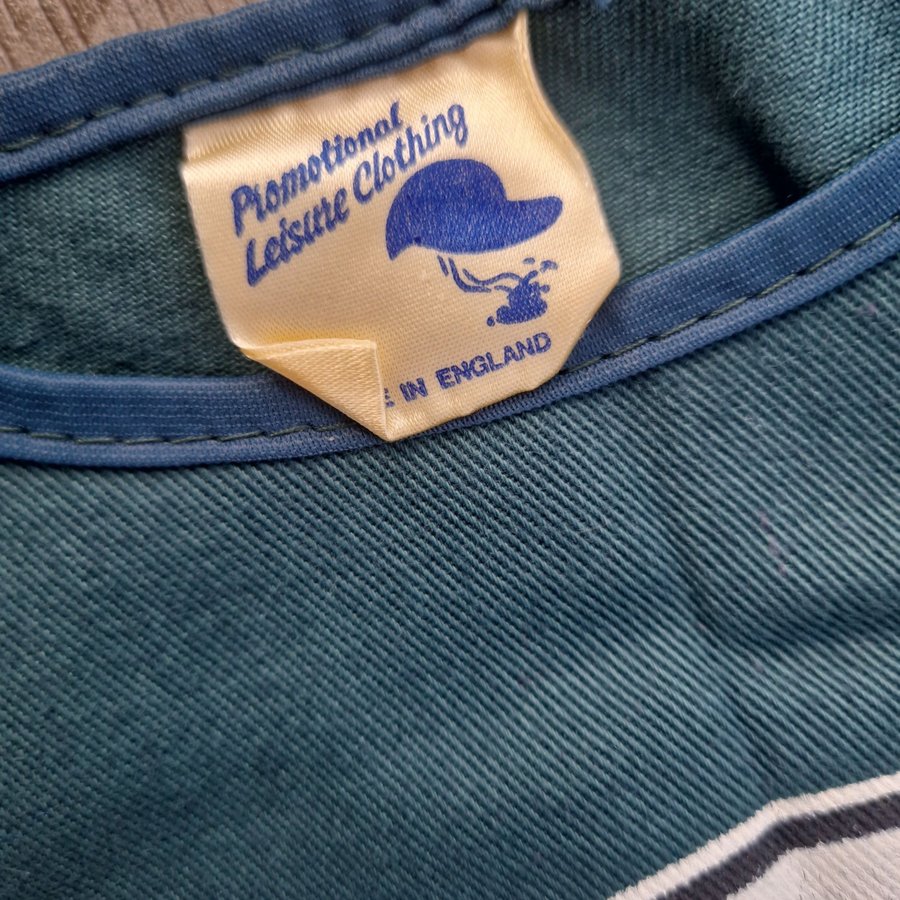 Promotional
Leisure Clothing
IN ENGLAND